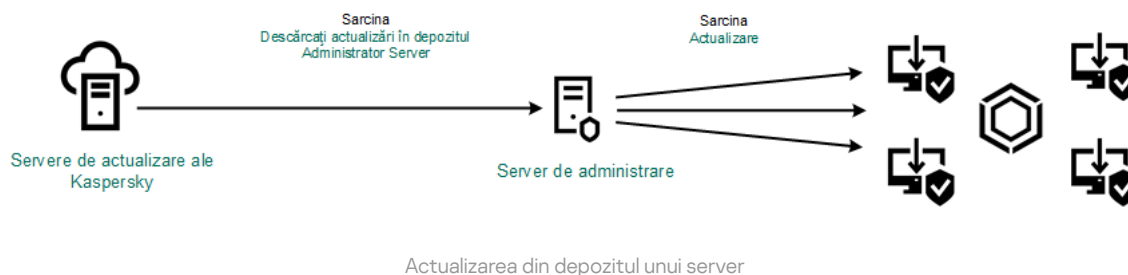 Sarcina
Descărcați actualizări în depozitul
Administrator Server
Sarcina
Actualizare
Servere de actualizare ale
Kaspersky
Server de administrare
Actualizarea din depozitul unui server